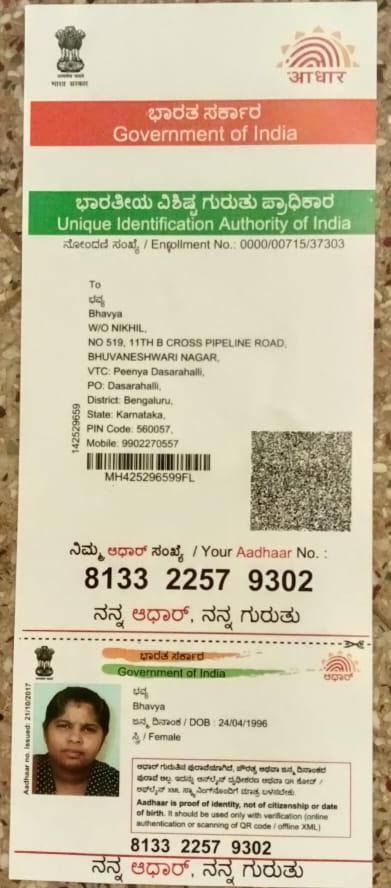 भारत सरकार
आधार
ಭಾರತ ಸರ್ಕಾರ
Government of India
ಭಾರತೀಯ ವಿಶಿಷ್ಟ ಗುರುತು ಪ್ರಾಧಿಕಾರ
Unique Identification Authority of India
ನೋಂದಣಿ ಸಂಖ್ಯೆ / Enrollment No.: 0000/00715/37303
To
ಭವ್ಯ
Bhavya
W/O NIKHIL,
NO 519, 11TH B CROSS PIPELINE ROAD,
BHUVANESHWARI NAGAR,
VTC: Peenya Dasarahalli,
PO: Dasarahalli,
District: Bengaluru,
State: Karnataka,
PIN Code: 560057,
Mobile: 9902270557
142529659
MH425296599FL
ನಿಮ್ಮ ಆಧಾರ್ ಸಂಖ್ಯೆ / Your Aadhaar No. :
8133 2257 9302
ನನ್ನ ಆಧಾರ್, ನನ್ನ ಗುರುತು
ಭಾರತ ಸರ್ಕಾರ
Government of India
ಆಧಾರ್
Aadhaar no. issued: 21/10/2017
ಭವ್ಯ
Bhavya
ಜನ್ಮ ದಿನಾಂಕ / DOB : 24/04/1996
ಸ್ತ್ರೀ / Female
Aadhaar is proof of identity, not of citizenship or date
of birth. It should be used only with verification (online
authentication or scanning of QR code / offline XML)
8133 2257 9302
ನನ್ನ ಆಧಾರ್, ನನ್ನ ಗುರುತು